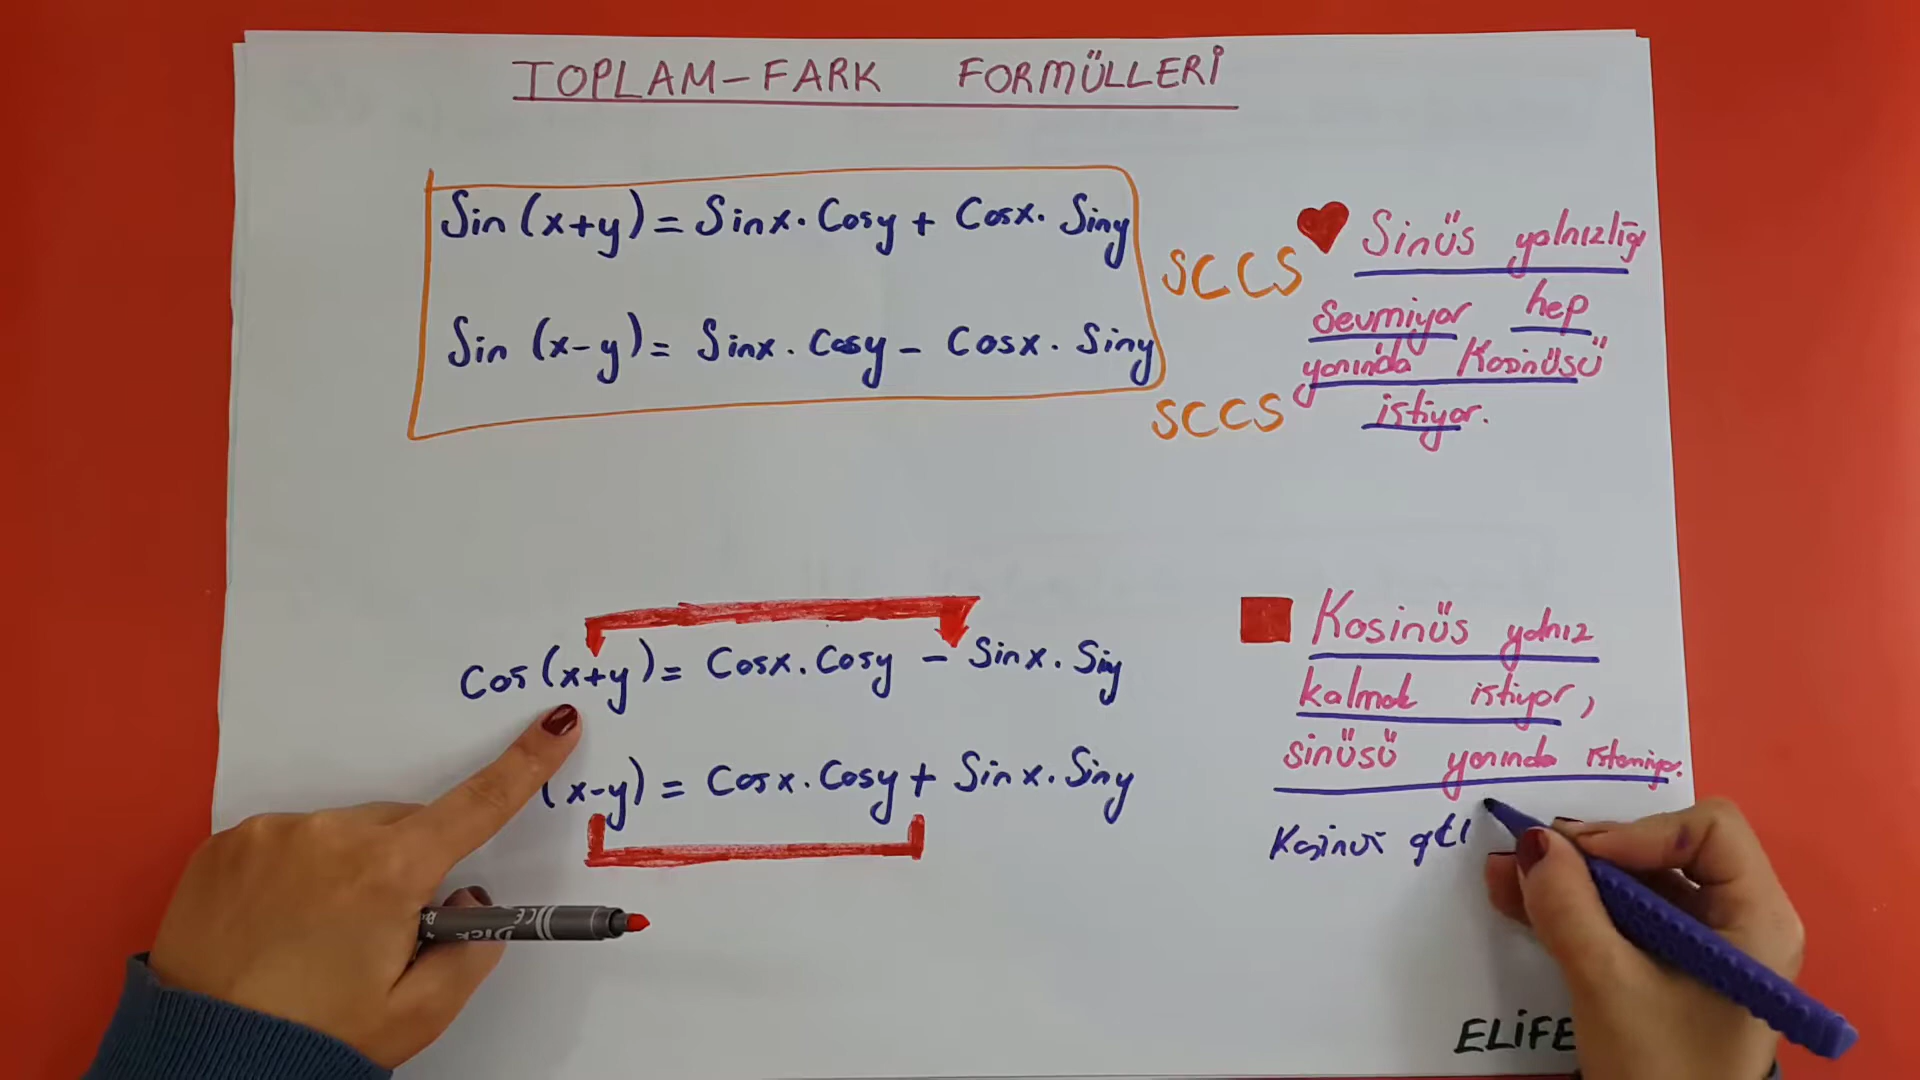 TOPLAM-FARK FORMÜLLERİ
Sin (x+y) = Sinx. Cosy + Cosx. Siny
SCCS
Sin (x-y) = Sinx. Cosy - Cosx. Siny
SCCS
Sinüs yalnızlığı
sevmiyor hep
yanında Kosinüsü
istiyor.
Cos (x+y) = Cosx. Cosy - Sinx. Siny
(x-y) = Cosx. Cosy + Sinx. Siny
Kosinüs yalnız
kalmak istiyor,
sinüsü yanında istemiyor.
Kosinüs
DICK
ELİFE